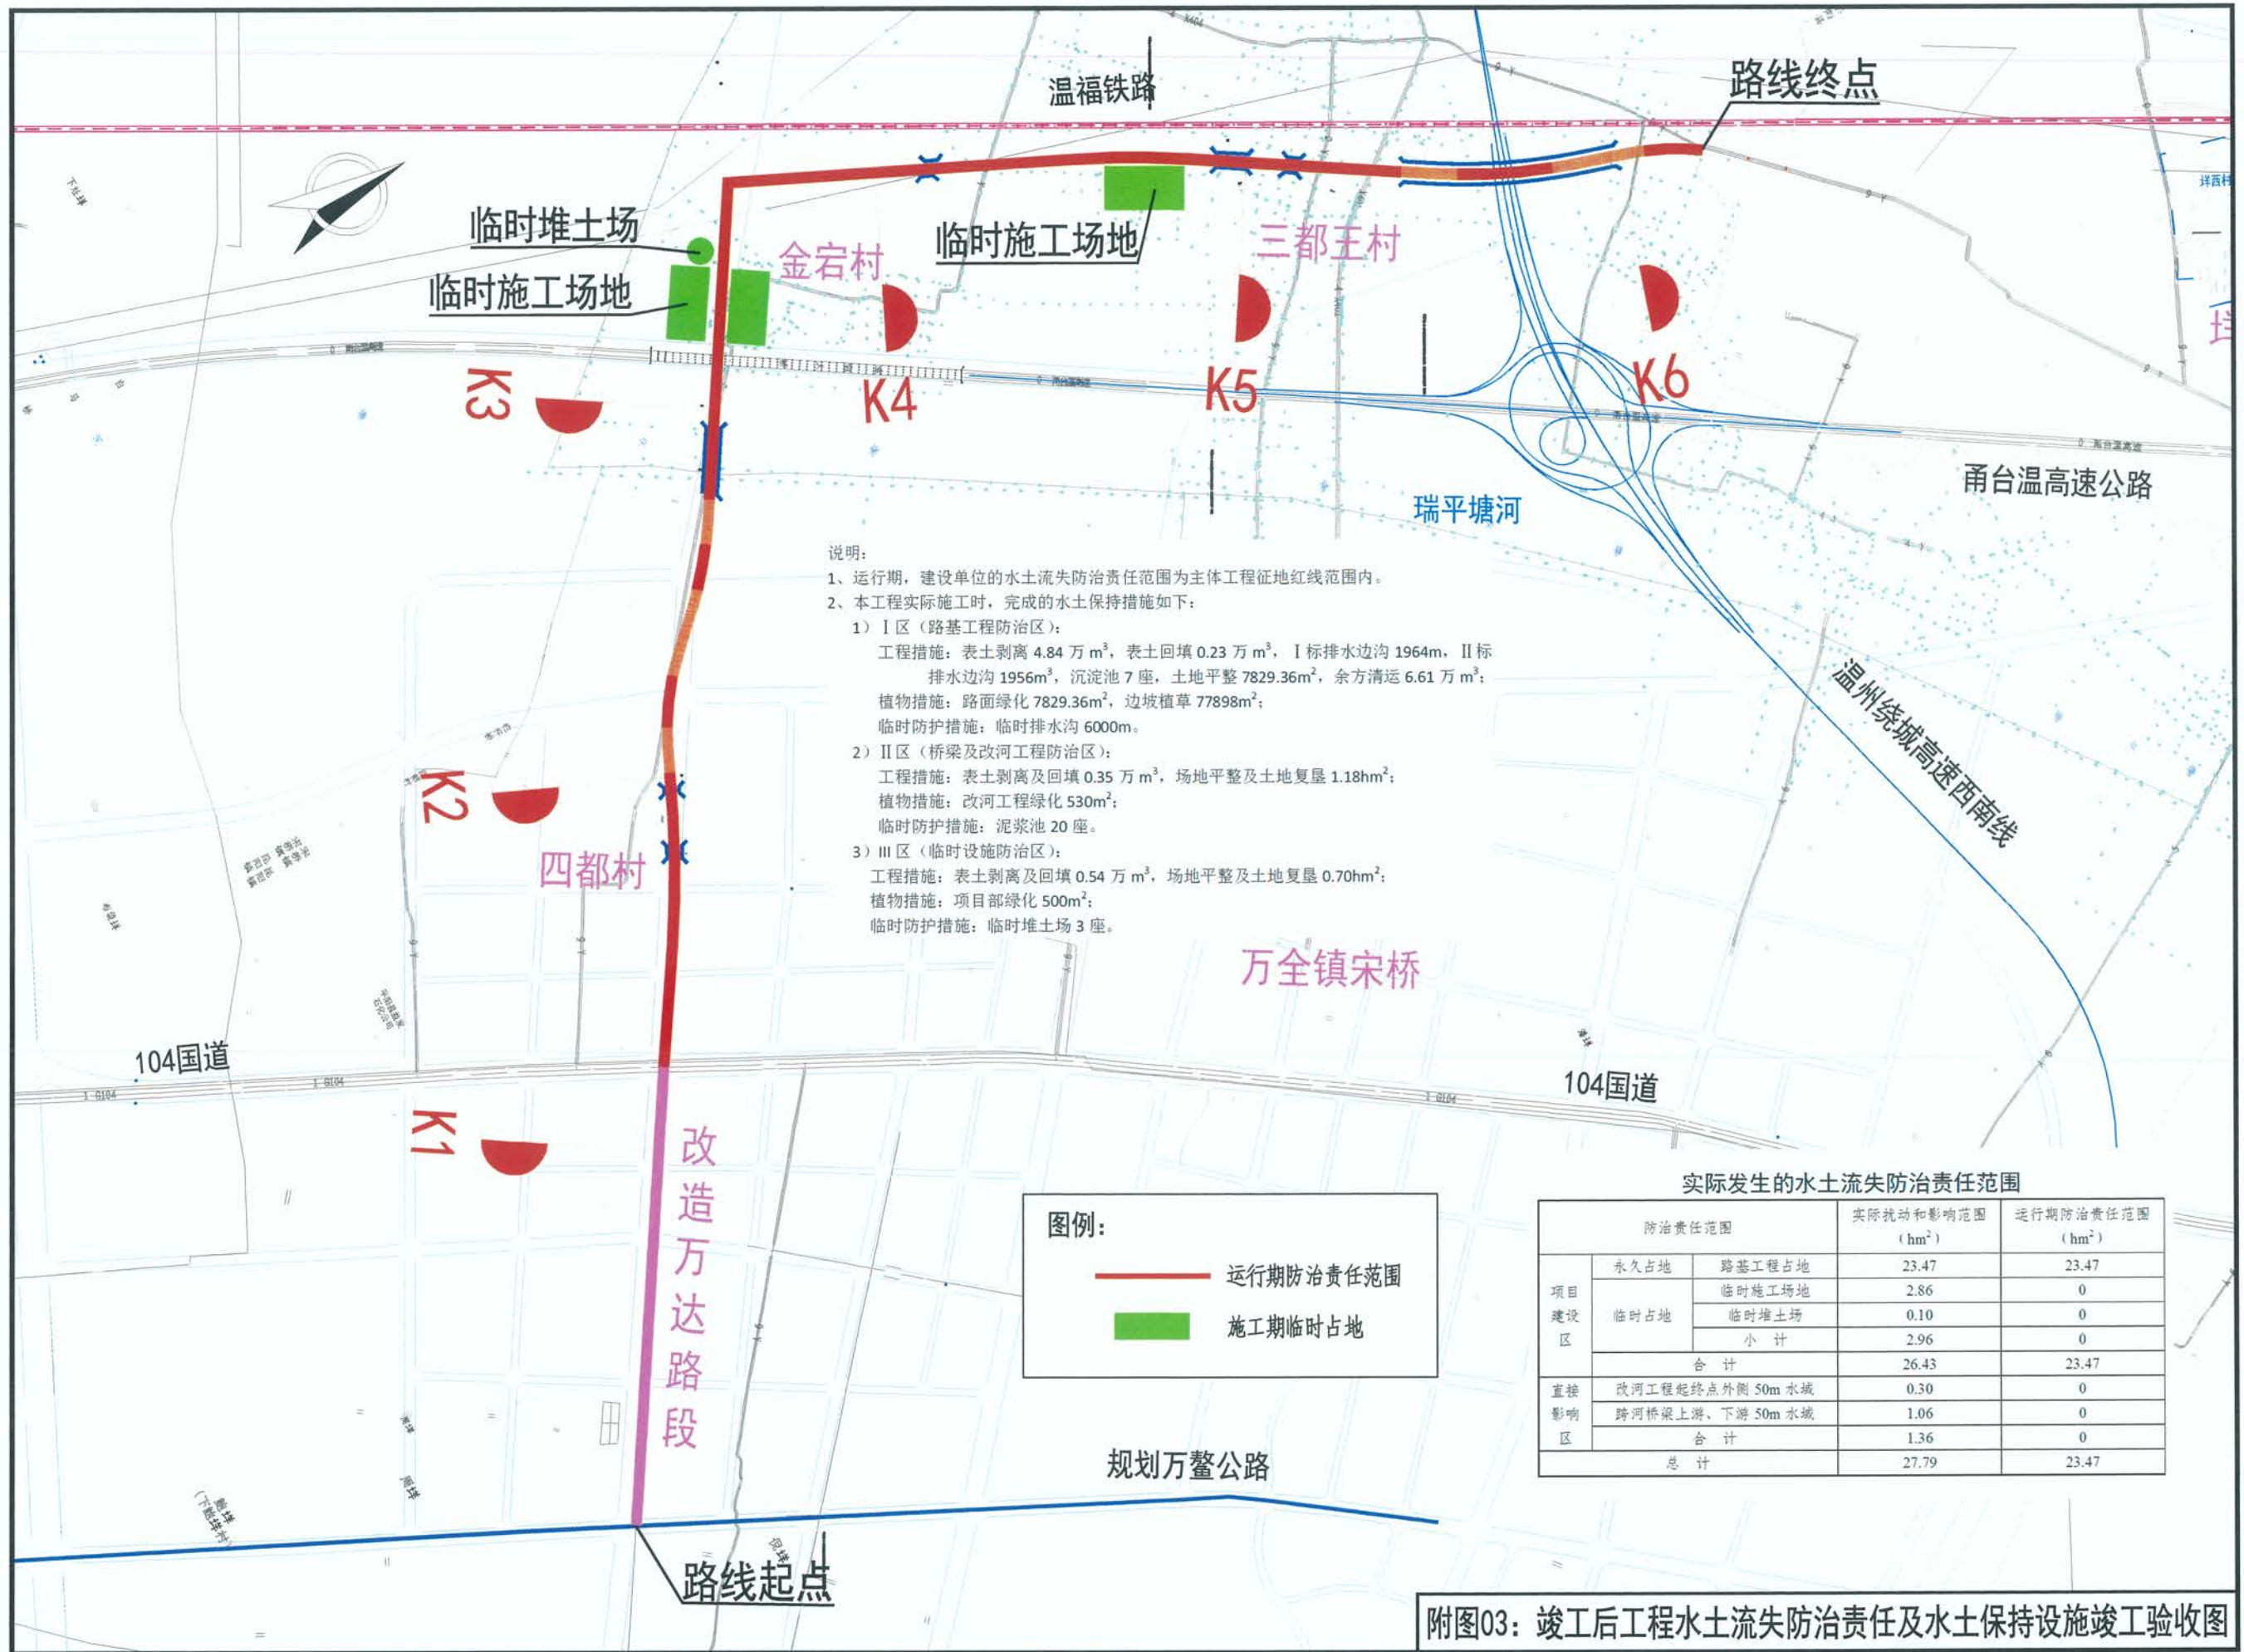 温福铁路
路线终点
临时堆土场
临时施工场地
金宕村
临时施工场地
三都王村
K3
K4
K5
K6
甬台温高速公路
瑞平塘河
说明：
1、运行期，建设单位的水土流失防治责任范围为主体工程征地红线范围内。
2、本工程实际施工时，完成的水土保持措施如下：
1）Ⅰ区（路基工程防治区）：
工程措施：表土剥离 4.84 万 m³，表土回填 0.23 万 m³，Ⅰ标排水边沟 1964m，Ⅱ标
排水边沟 1956m³，沉淀池 7 座，土地平整 7829.36m²，余方清运 6.61 万 m³；
植物措施：路面绿化 7829.36m²，边坡植草 77898m²；
临时防护措施：临时排水沟 6000m。
2）Ⅱ区（桥梁及改河工程防治区）：
工程措施：表土剥离及回填 0.35 万 m³，场地平整及土地复垦 1.18hm²；
植物措施：改河工程绿化 530m²；
临时防护措施：泥浆池 20 座。
3）III 区（临时设施防治区）：
工程措施：表土剥离及回填 0.54 万 m³，场地平整及土地复垦 0.70hm²；
植物措施：项目部绿化 500m²；
临时防护措施：临时堆土场 3 座。
温州绕城高速西南线
K2
四都村
万全镇宋桥
104国道
104国道
K1
改造万达路段
规划万鳌公路
路线起点
图例：
运行期防治责任范围
施工期临时占地
实际发生的水土流失防治责任范围
防治责任范围 实际扰动和影响范围（hm²） 运行期防治责任范围（hm²）
项目建设区 永久占地 路基工程占地 23.47 23.47
临时占地 临时施工场地 2.86 0
临时堆土场 0.10 0
小 计 2.96 0
合 计 26.43 23.47
直接影响区 改河工程起终点外侧 50m 水域 0.30 0
跨河桥梁上游、下游 50m 水域 1.06 0
合 计 1.36 0
总 计 27.79 23.47
附图03：竣工后工程水土流失防治责任及水土保持设施竣工验收图